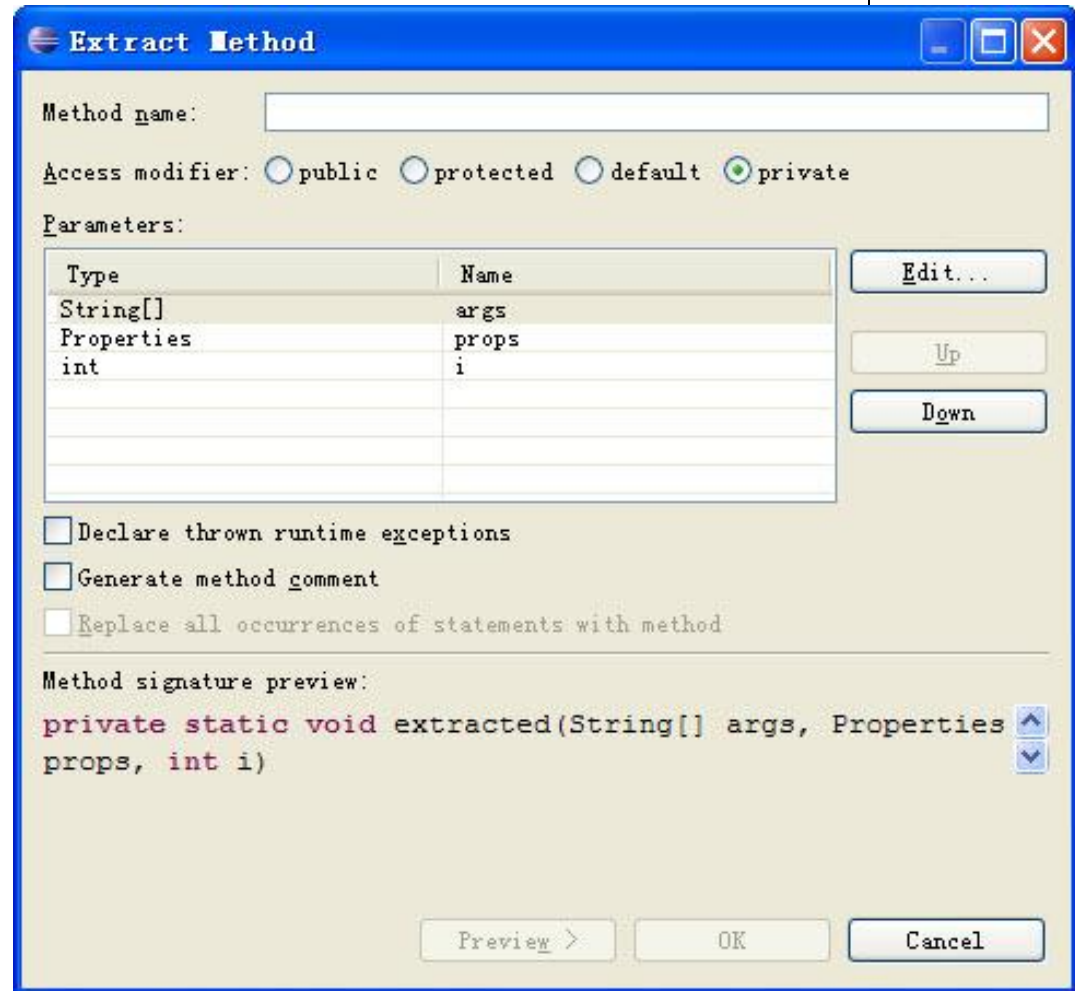 Extract Method
Method name:
Access modifier: public protected default private
Parameters:
Type Name
String[] args
Properties props
int i
Edit...
Up
Down
Declare thrown runtime exceptions
Generate method comment
Replace all occurrences of statements with method
Method signature preview:
private static void extracted(String[] args, Properties
props, int i)
Preview > OK Cancel